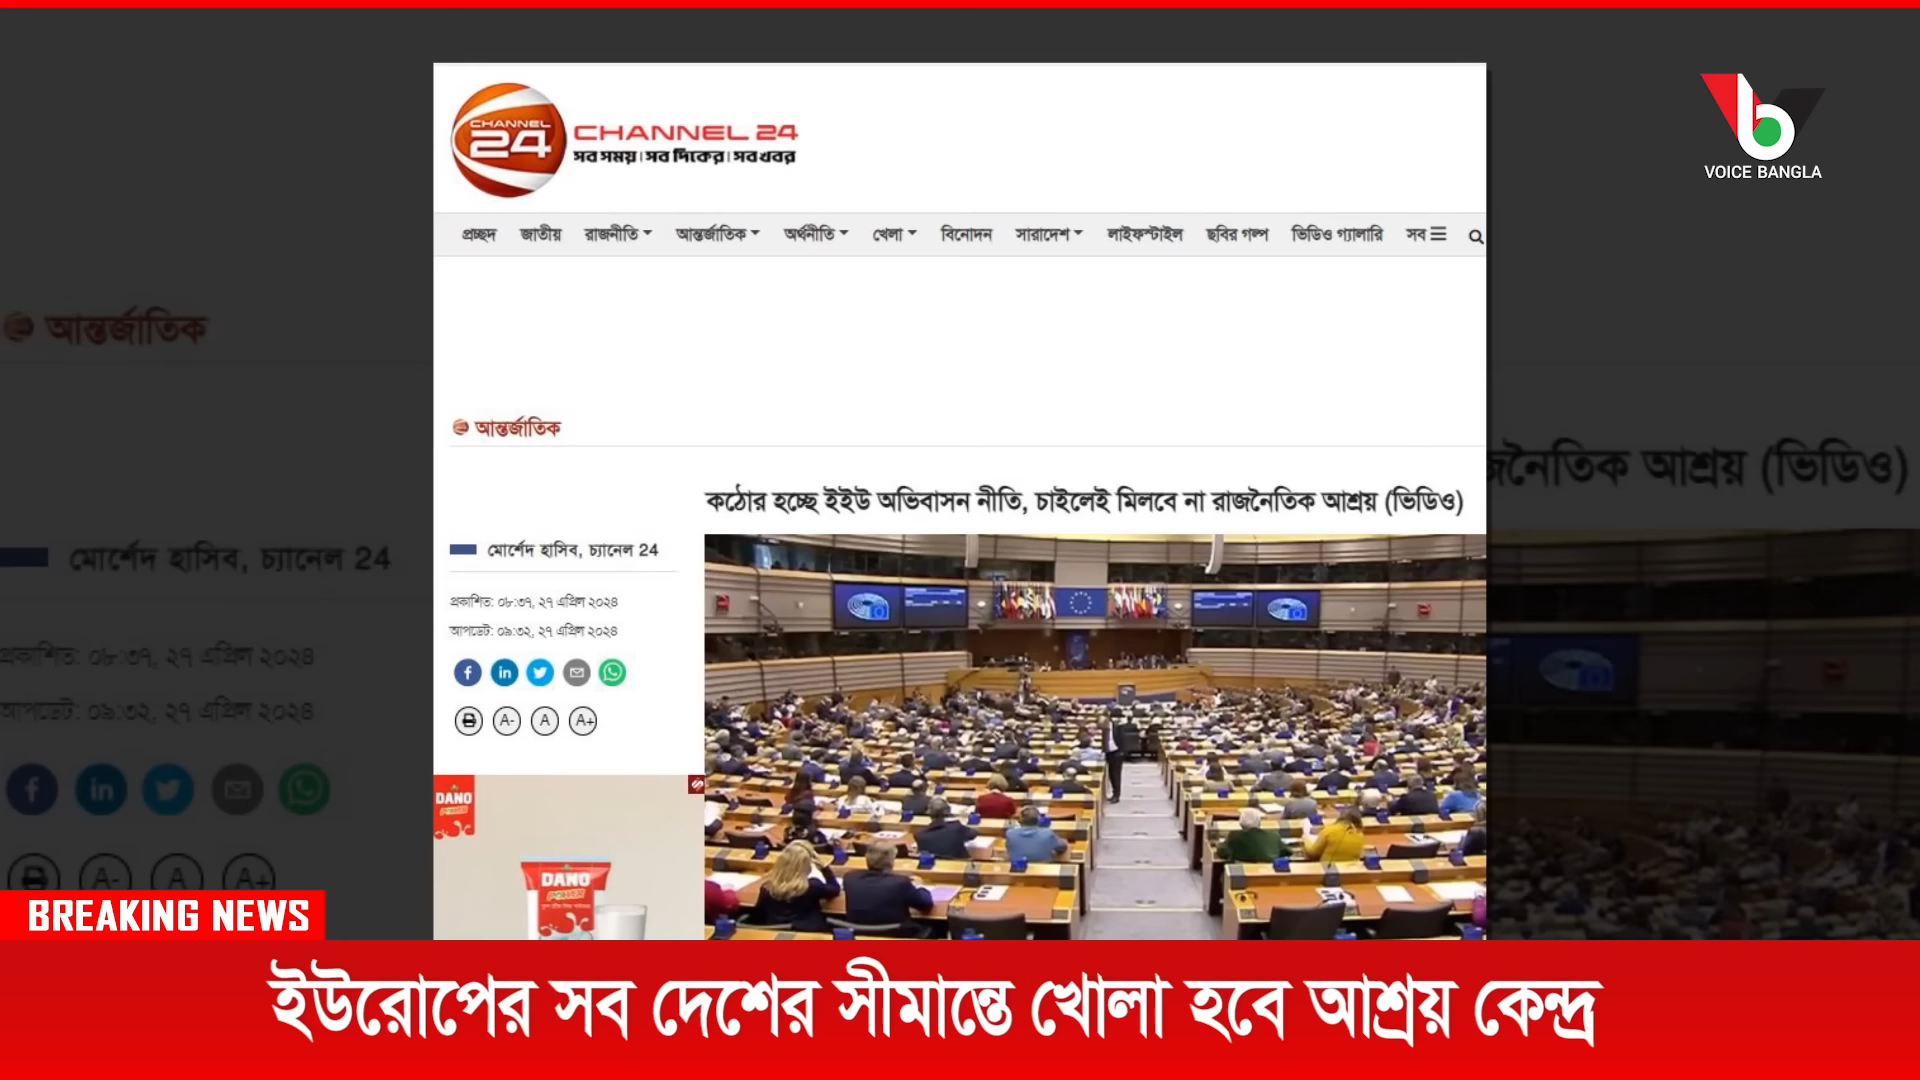 CHANNEL 24
CHANNEL 24
সব সময় | সব দিকের | সব খবর
VOICE BANGLA
প্রচ্ছদ জাতীয় রাজনীতি আন্তর্জাতিক অর্থনীতি খেলা বিনোদন সারাদেশ লাইফস্টাইল ছবির গল্প ভিডিও গ্যালারি সব
আন্তর্জাতিক
আন্তর্জাতিক
কঠোর হচ্ছে ইইউ অভিবাসন নীতি, চাইলেই মিলবে না রাজনৈতিক আশ্রয় (ভিডিও)
আশ্রয় (ভিডিও)
মোর্শেদ হাসিব, চ্যানেল 24
মোর্শেদ হাসিব, চ্যানেল 24
প্রকাশিত: ০৮:৩৭, ২৭ এপ্রিল ২০২৪
আপডেট: ০৯:৩২, ২৭ এপ্রিল ২০২৪
প্রকাশিত: ০৮:৩৭, ২৭ এপ্রিল ২০২৪
আপডেট: ০৯:৩২, ২৭ এপ্রিল ২০২৪
A- A A+
A- A A+
DANO
POWER
DANO
POWER
BREAKING NEWS
ইউরোপের সব দেশের সীমান্তে খোলা হবে আশ্রয় কেন্দ্র